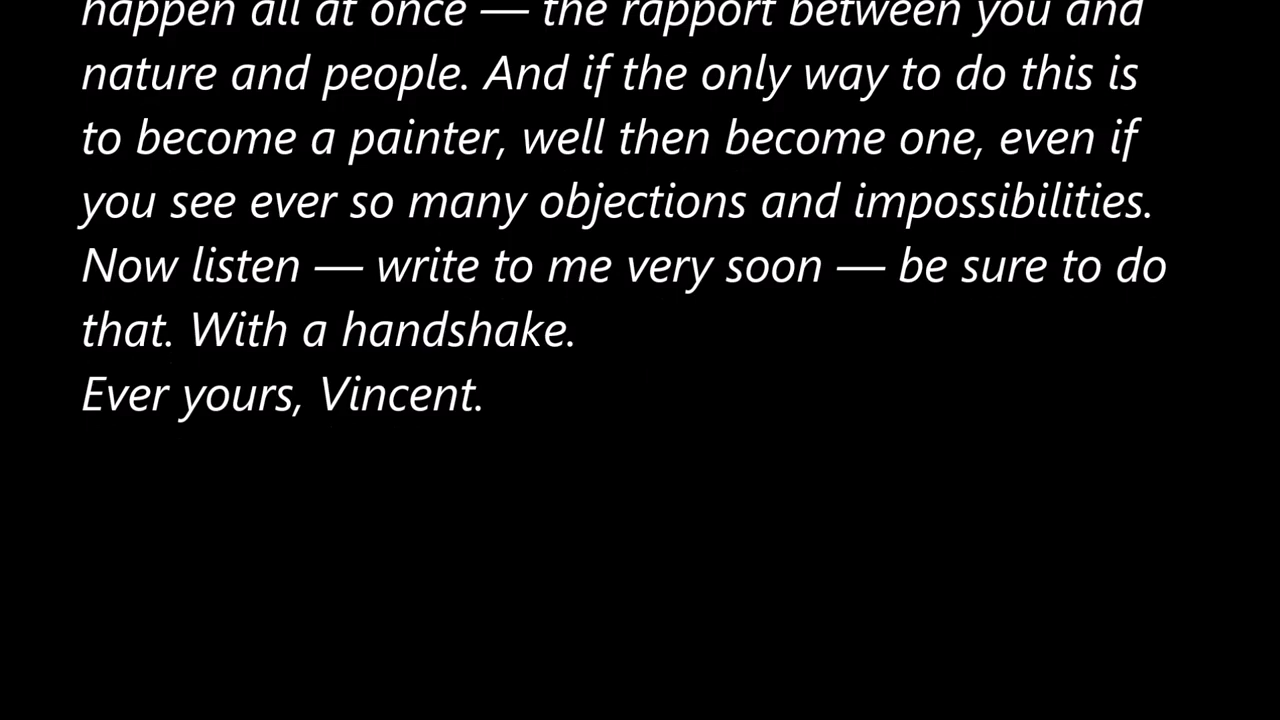 happen all at once — the rapport between you and
nature and people. And if the only way to do this is
to become a painter, well then become one, even if
you see ever so many objections and impossibilities.
Now listen — write to me very soon — be sure to do
that. With a handshake.
Ever yours, Vincent.